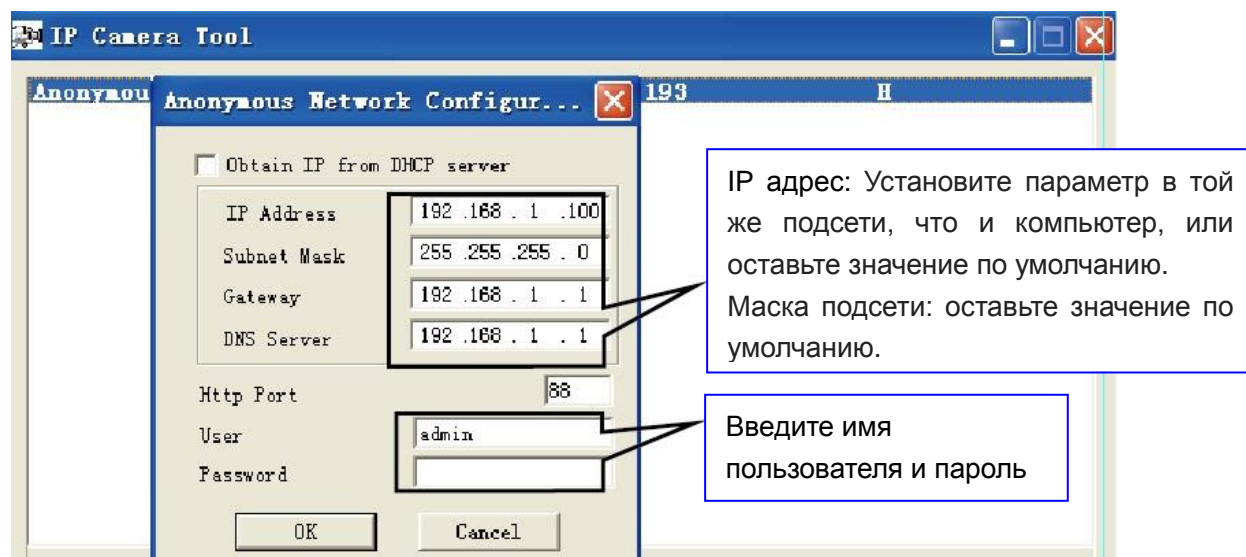 IP Camera Tool
Anonymou
193 H
Anonymous Network Configur...
Obtain IP from DHCP server
IP Address 192 .168 . 1 .100
Subnet Mask 255 .255 .255 . 0
Gateway 192 .168 . 1 . 1
DNS Server 192 .168 . 1 . 1
Http Port 88
User admin
Password
OK Cancel
IP адрес: Установите параметр в той
же подсети, что и компьютер, или
оставьте значение по умолчанию.
Маска подсети: оставьте значение по
умолчанию.
Введите имя
пользователя и пароль